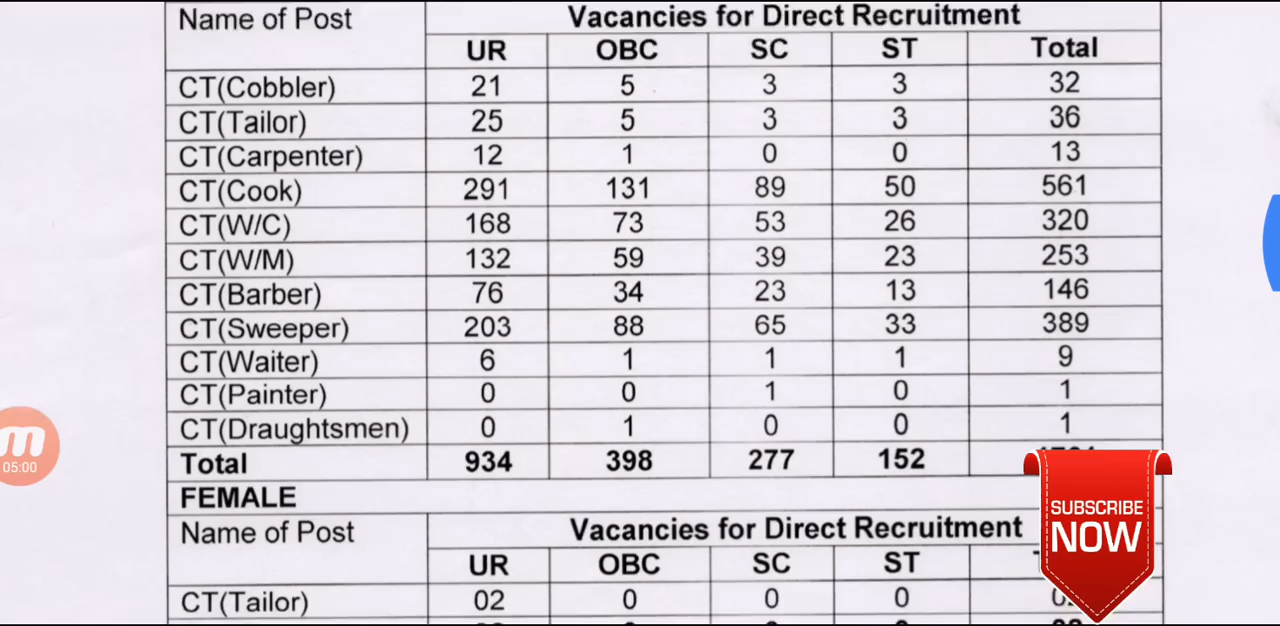 Name of Post Vacancies for Direct Recruitment
UR OBC SC ST Total
CT(Cobbler) 21 5 3 3 32
CT(Tailor) 25 5 3 3 36
CT(Carpenter) 12 1 0 0 13
CT(Cook) 291 131 89 50 561
CT(W/C) 168 73 53 26 320
CT(W/M) 132 59 39 23 253
CT(Barber) 76 34 23 13 146
CT(Sweeper) 203 88 65 33 389
CT(Waiter) 6 1 1 1 9
CT(Painter) 0 0 1 0 1
CT(Draughtsmen) 0 1 0 0 1
Total 934 398 277 152
FEMALE
Name of Post Vacancies for Direct Recruitment
UR OBC SC ST
CT(Tailor) 02 0 0 0
SUBSCRIBE
NOW
m
05:00